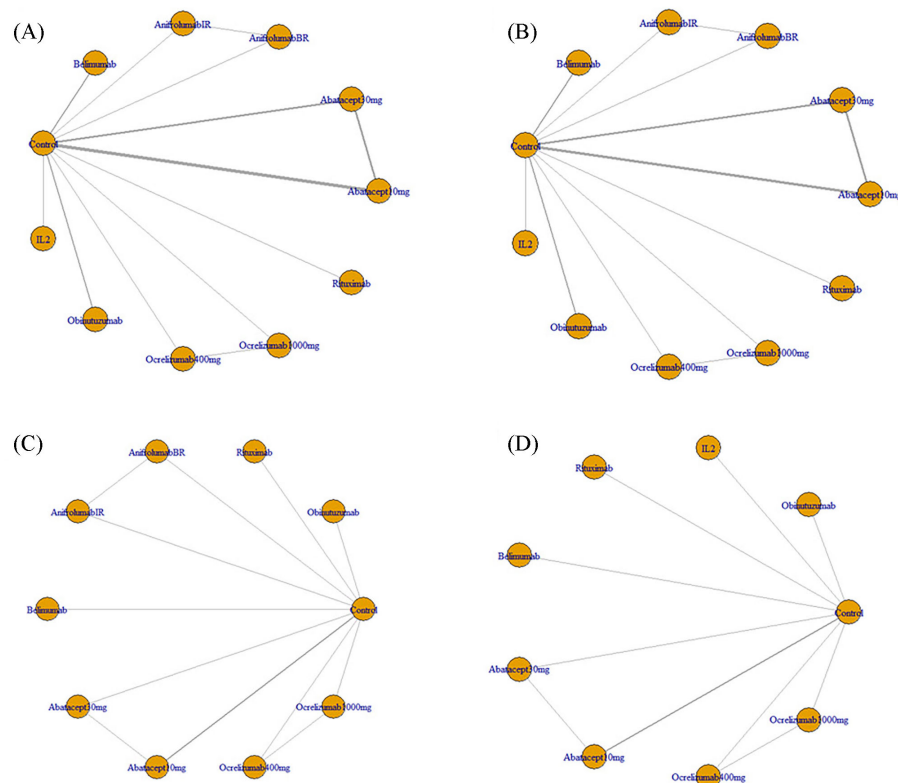 (A)
AnifrolumabIR
AnifrolumabBR
Belimumab
Abatacept30mg
Control
Abatacept10mg
IL2
Rituximab
Obinutuzumab
Ocrelizumab1000mg
Ocrelizumab400mg
(B)
AnifrolumabIR
AnifrolumabBR
Belimumab
Abatacept30mg
Control
Abatacept10mg
IL2
Rituximab
Obinutuzumab
Ocrelizumab1000mg
Ocrelizumab400mg
(C)
AnifrolumabBR
Rituximab
AnifrolumabIR
Obinutuzumab
Belimumab
Control
Abatacept30mg
Ocrelizumab1000mg
Abatacept10mg
Ocrelizumab400mg
(D)
IL2
Rituximab
Obinutuzumab
Belimumab
Control
Abatacept30mg
Ocrelizumab1000mg
Abatacept10mg
Ocrelizumab400mg